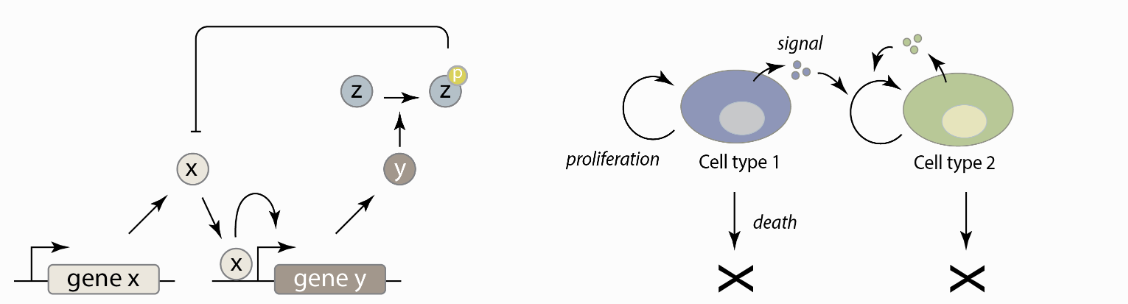 p
z
z
x
y
x
gene x
gene y
signal
proliferation
Cell type 1
Cell type 2
death